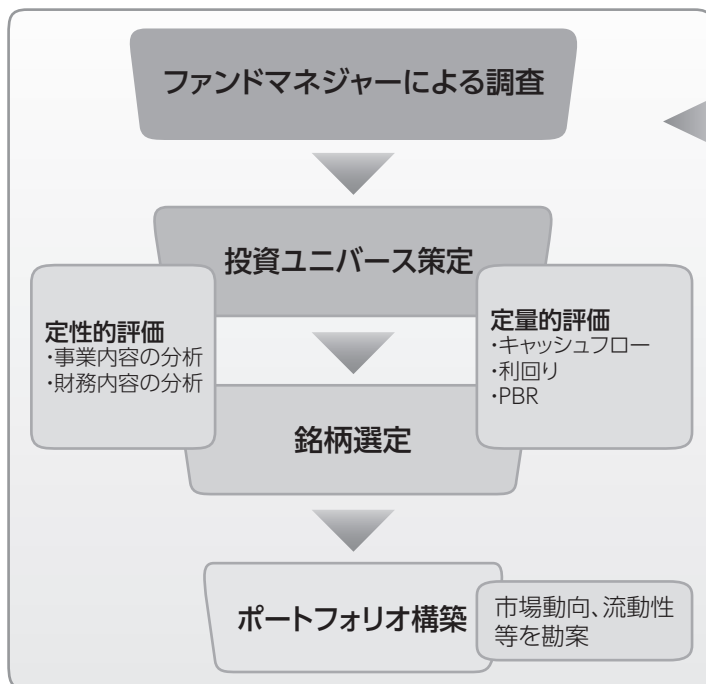 ファンドマネジャーによる調査
投資ユニバース策定
定性的評価
・事業内容の分析
・財務内容の分析
定量的評価
・キャッシュフロー
・利回り
・PBR
銘柄選定
ポートフォリオ構築
市場動向、流動性
等を勘案